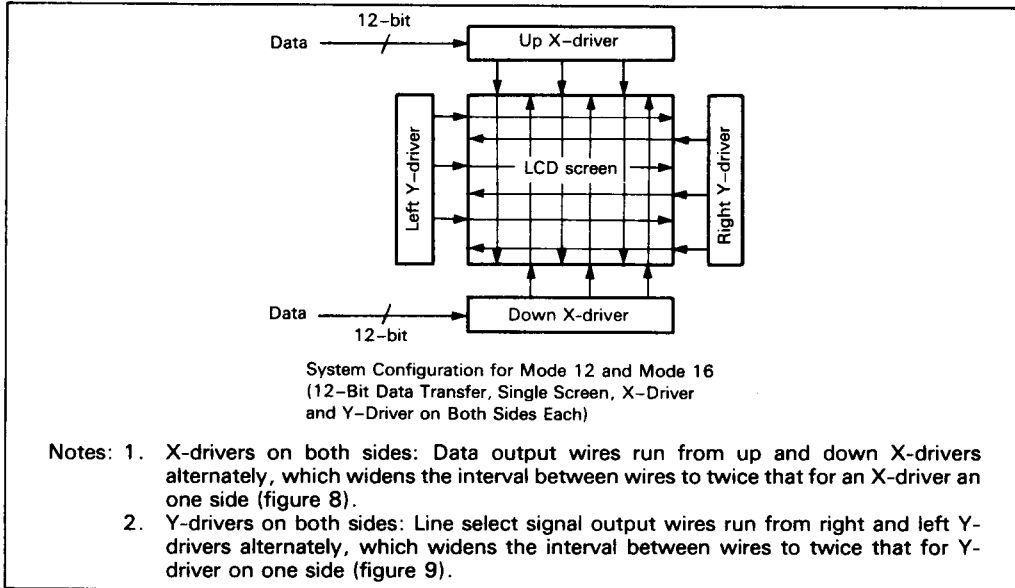 12-bit
Data
Up X-driver
Left Y-driver
LCD screen
Right Y-driver
Data
Down X-driver
12-bit
System Configuration for Mode 12 and Mode 16
(12-Bit Data Transfer, Single Screen, X-Driver
and Y-Driver on Both Sides Each)
Notes: 1. X-drivers on both sides: Data output wires run from up and down X-drivers
alternately, which widens the interval between wires to twice that for an X-driver an
one side (figure 8).
2. Y-drivers on both sides: Line select signal output wires run from right and left Y-
drivers alternately, which widens the interval between wires to twice that for Y-
driver on one side (figure 9).